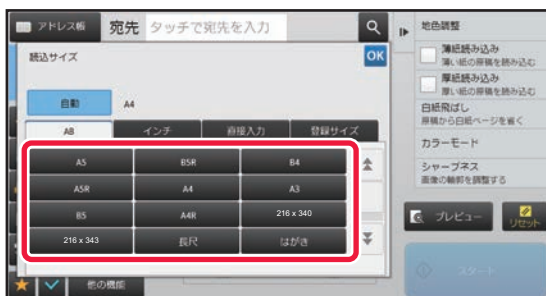 アドレス帳 宛先 タッチで宛先を入力
読込サイズ OK
自動 A4
AB インチ 直接入力 登録サイズ
A5 B5R B4
A5R A4 A3
B5 A4R 216 x 340
216 x 343 長尺 はがき
他の機能
地色調整
薄紙読み込み
薄い紙の原稿を読み込む
厚紙読み込み
厚い紙の原稿を読み込む
白紙飛ばし
原稿から白紙ページを省く
カラーモード
シャープネス
画像の輪郭を調整する
プレビュー リセット
スタート